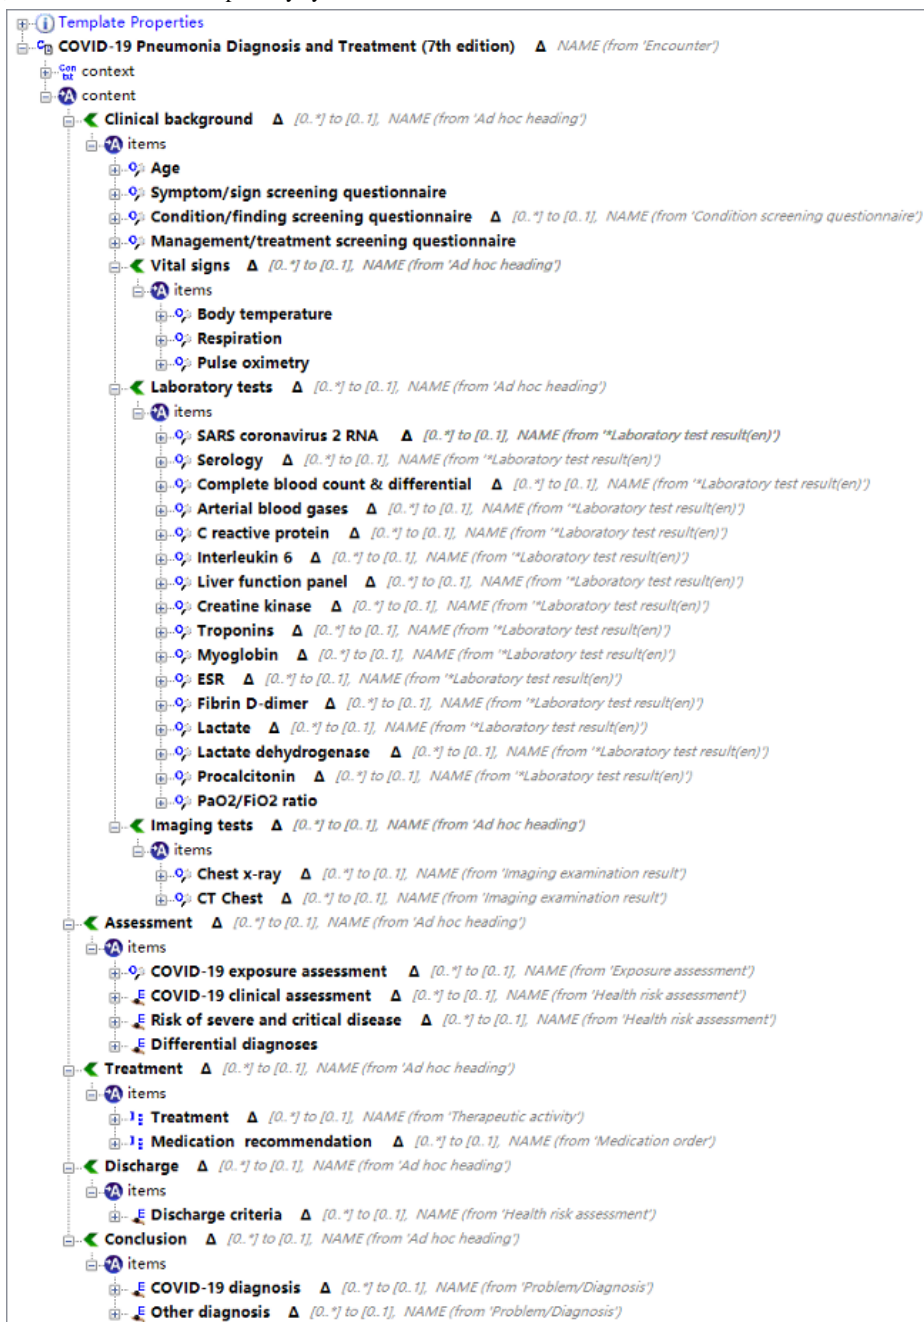 Template Properties
COVID-19 Pneumonia Diagnosis and Treatment (7th edition) Δ NAME (from 'Encounter')
context
content
Clinical background Δ [0..*] to [0..1], NAME (from 'Ad hoc heading')
items
Age
Symptom/sign screening questionnaire
Condition/finding screening questionnaire Δ [0..*] to [0..1], NAME (from 'Condition screening questionnaire')
Management/treatment screening questionnaire
Vital signs Δ [0..*] to [0..1], NAME (from 'Ad hoc heading')
items
Body temperature
Respiration
Pulse oximetry
Laboratory tests Δ [0..*] to [0..1], NAME (from 'Ad hoc heading')
items
SARS coronavirus 2 RNA Δ [0..*] to [0..1], NAME (from '*Laboratory test result(en)')
Serology Δ [0..*] to [0..1], NAME (from '*Laboratory test result(en)')
Complete blood count & differential Δ [0..*] to [0..1], NAME (from '*Laboratory test result(en)')
Arterial blood gases Δ [0..*] to [0..1], NAME (from '*Laboratory test result(en)')
C reactive protein Δ [0..*] to [0..1], NAME (from '*Laboratory test result(en)')
Interleukin 6 Δ [0..*] to [0..1], NAME (from '*Laboratory test result(en)')
Liver function panel Δ [0..*] to [0..1], NAME (from '*Laboratory test result(en)')
Creatine kinase Δ [0..*] to [0..1], NAME (from '*Laboratory test result(en)')
Troponins Δ [0..*] to [0..1], NAME (from '*Laboratory test result(en)')
Myoglobin Δ [0..*] to [0..1], NAME (from '*Laboratory test result(en)')
ESR Δ [0..*] to [0..1], NAME (from '*Laboratory test result(en)')
Fibrin D-dimer Δ [0..*] to [0..1], NAME (from '*Laboratory test result(en)')
Lactate Δ [0..*] to [0..1], NAME (from '*Laboratory test result(en)')
Lactate dehydrogenase Δ [0..*] to [0..1], NAME (from '*Laboratory test result(en)')
Procalcitonin Δ [0..*] to [0..1], NAME (from '*Laboratory test result(en)')
PaO2/FiO2 ratio
Imaging tests Δ [0..*] to [0..1], NAME (from 'Ad hoc heading')
items
Chest x-ray Δ [0..*] to [0..1], NAME (from 'Imaging examination result')
CT Chest Δ [0..*] to [0..1], NAME (from 'Imaging examination result')
Assessment Δ [0..*] to [0..1], NAME (from 'Ad hoc heading')
items
COVID-19 exposure assessment Δ [0..*] to [0..1], NAME (from 'Exposure assessment')
COVID-19 clinical assessment Δ [0..*] to [0..1], NAME (from 'Health risk assessment')
Risk of severe and critical disease Δ [0..*] to [0..1], NAME (from 'Health risk assessment')
Differential diagnoses
Treatment Δ [0..*] to [0..1], NAME (from 'Ad hoc heading')
items
Treatment Δ [0..*] to [0..1], NAME (from 'Therapeutic activity')
Medication recommendation Δ [0..*] to [0..1], NAME (from 'Medication order')
Discharge Δ [0..*] to [0..1], NAME (from 'Ad hoc heading')
items
Discharge criteria Δ [0..*] to [0..1], NAME (from 'Health risk assessment')
Conclusion Δ [0..*] to [0..1], NAME (from 'Ad hoc heading')
items
COVID-19 diagnosis Δ [0..*] to [0..1], NAME (from 'Problem/Diagnosis')
Other diagnosis Δ [0..*] to [0..1], NAME (from 'Problem/Diagnosis')